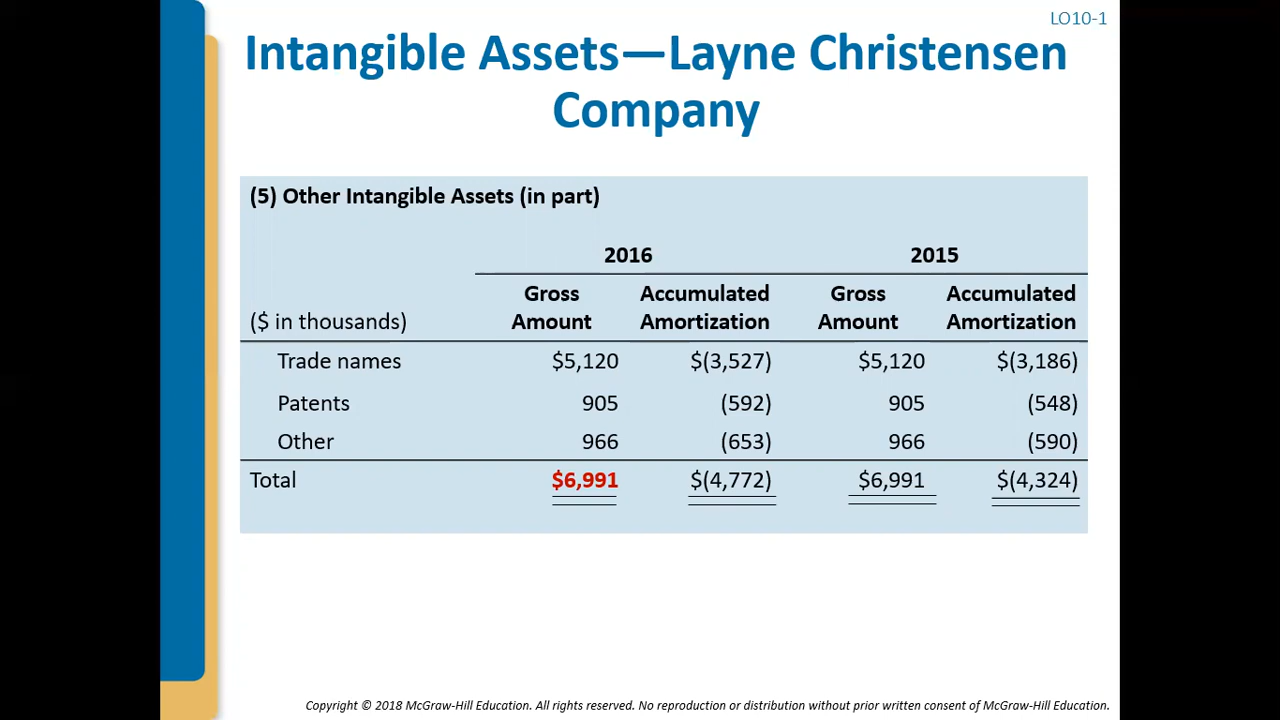 LO10-1
Intangible Assets—Layne Christensen
Company
(5) Other Intangible Assets (in part)
2016 2015
Gross Accumulated Gross Accumulated
($ in thousands) Amount Amortization Amount Amortization
Trade names $5,120 $(3,527) $5,120 $(3,186)
Patents 905 (592) 905 (548)
Other 966 (653) 966 (590)
Total $6,991 $(4,772) $6,991 $(4,324)
Copyright © 2018 McGraw-Hill Education. All rights reserved. No reproduction or distribution without prior written consent of McGraw-Hill Education.